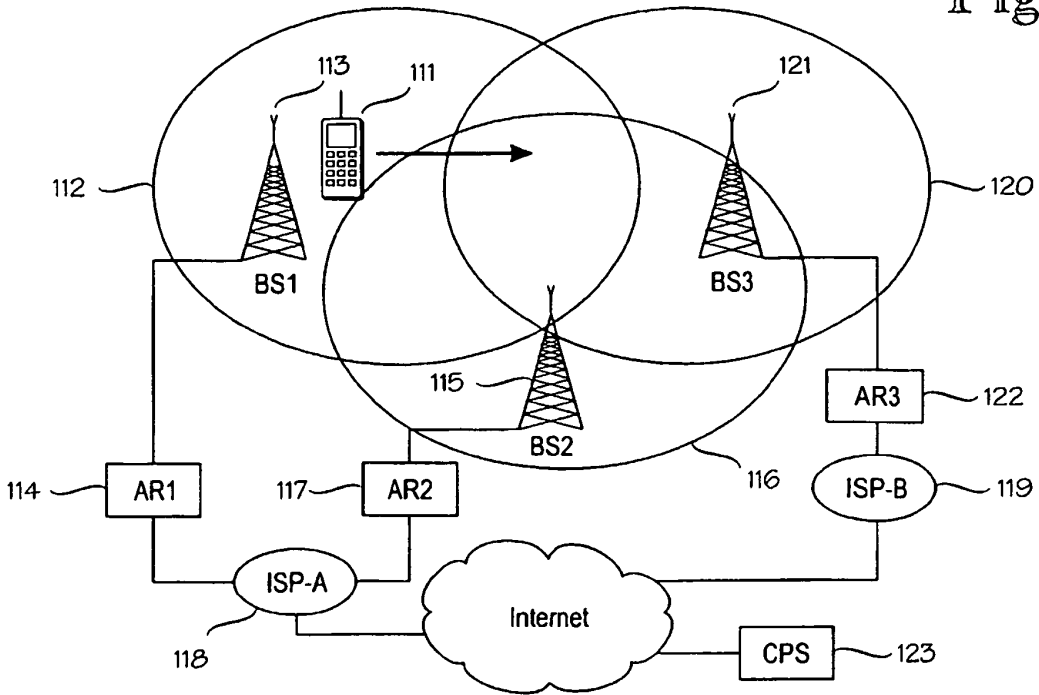 Fig
113
111
121
112
120
BS1
BS3
115
BS2
AR3
122
116
114
AR1
117
AR2
ISP-B
119
ISP-A
Internet
118
CPS
123